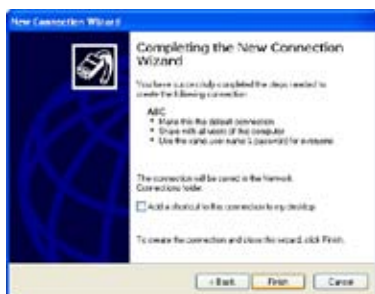 New Connection Wizard
Completing the New Connection
Wizard
You have successfully completed the steps needed to
create the following connection:
ABC
* Make this the default connection
* Share with all users of this computer
* Use the same user name & password for everyone
The connection will be saved in the Network
Connections folder.
Add a shortcut to this connection to my desktop
To create the connection and close this wizard, click Finish.
< Back
Finish
Cancel